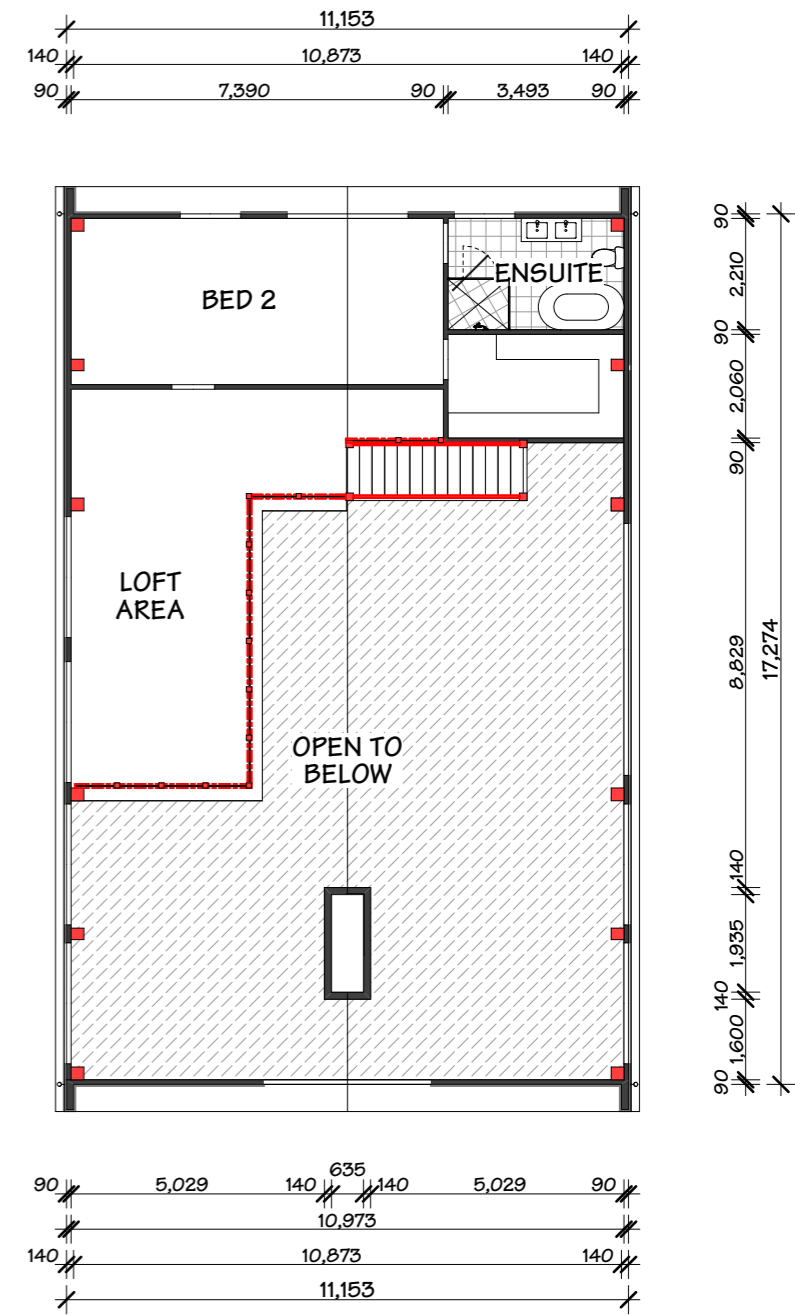 11,153
140 10,873 140
90 7,390 90 3,493 90
BED 2
ENSUITE
LOFT
AREA
OPEN TO
BELOW
90
2,210
90
2,060
90
8,829
140
1,935
140
1,600
90
17,274
635
90 5,029 140 140 5,029 90
10,973
140 10,873 140
11,153